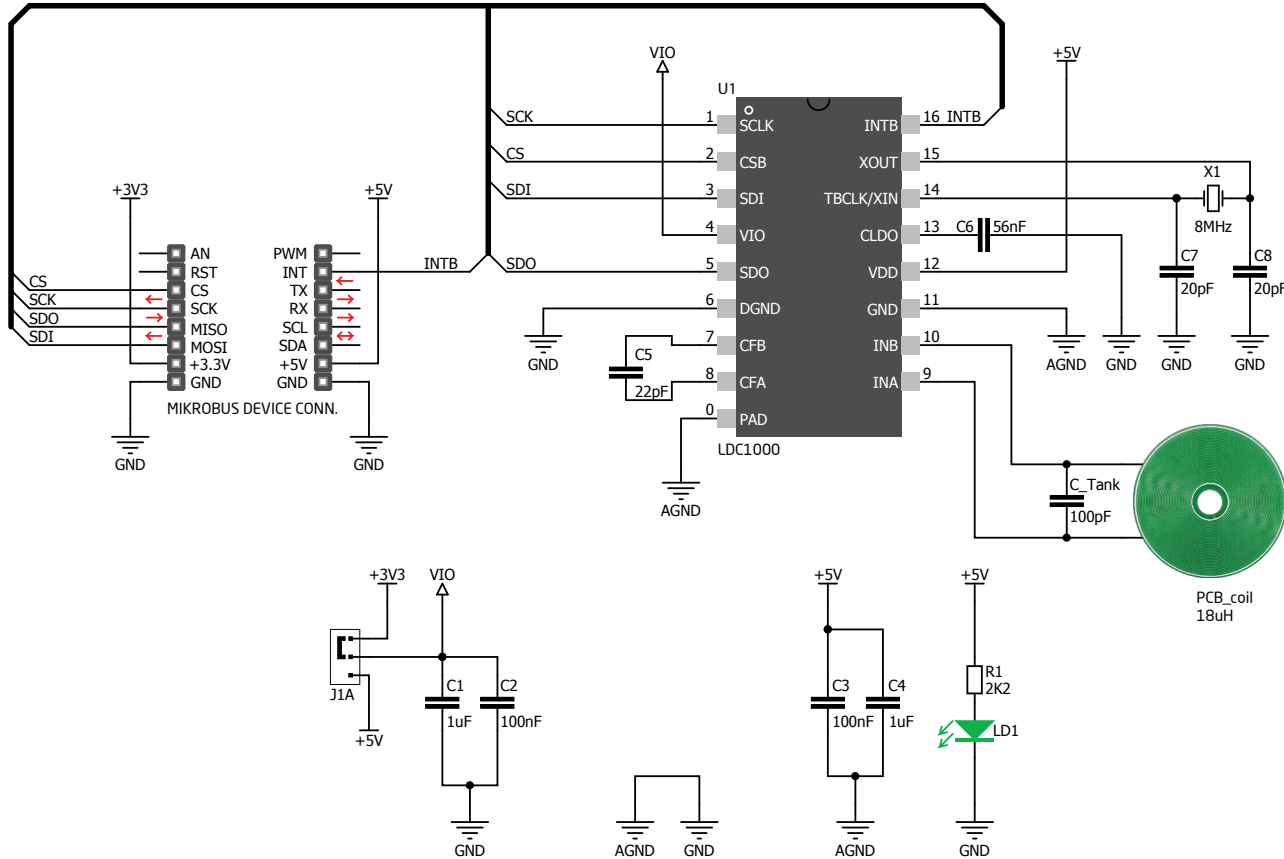 VIO
+5V
U1
SCK
1
SCLK
INTB
16 INTB
CS
2
CSB
XOUT
15
X1
+3V3
+5V
SDI
3
SDI
TBCLK/XIN
14
8MHz
4
VIO
CLDO
13
C6
56nF
AN
PWM
RST
INT
INTB
SDO
5
SDO
VDD
12
C7
20pF
C8
20pF
CS
CS
TX
SCK
SCK
RX
6
DGND
GND
11
SDO
MISO
SCL
SDI
MOSI
SDA
7
CFB
INB
10
C5
22pF
GND
AGND
GND
GND
GND
+3.3V
+5V
8
CFA
INA
9
GND
GND
MIKROBUS DEVICE CONN.
0
PAD
LDC1000
GND
GND
AGND
C_Tank
100pF
PCB_coil
18uH
+3V3
VIO
+5V
+5V
J1A
C1
1uF
C2
100nF
C3
100nF
C4
1uF
R1
2K2
LD1
+5V
GND
AGND
GND
AGND
GND